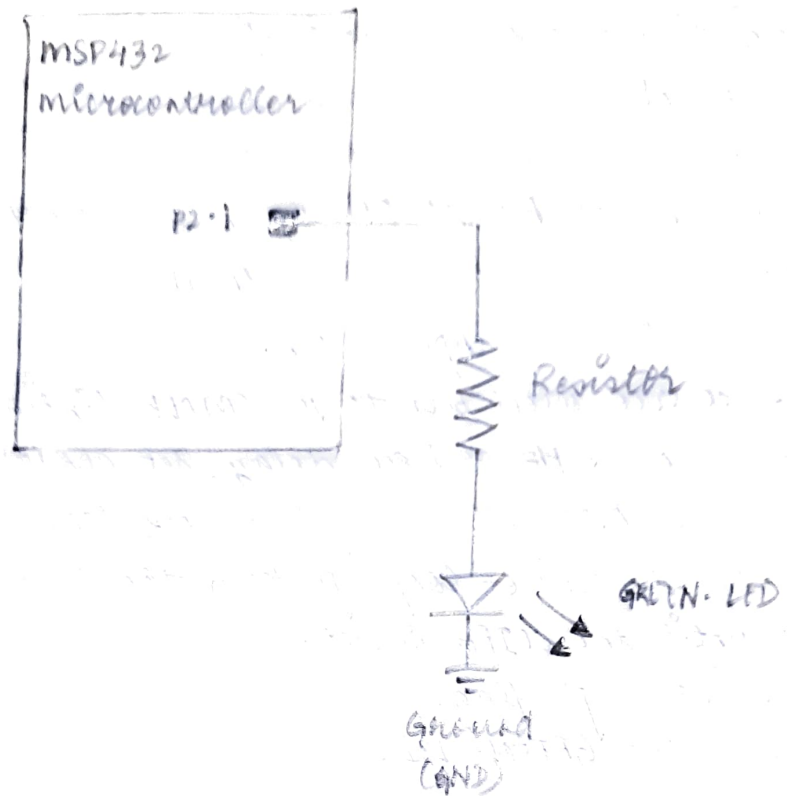 MSP432
Microcontroller
P2.1
Resistor
GREEN. LED
Ground
(GND)